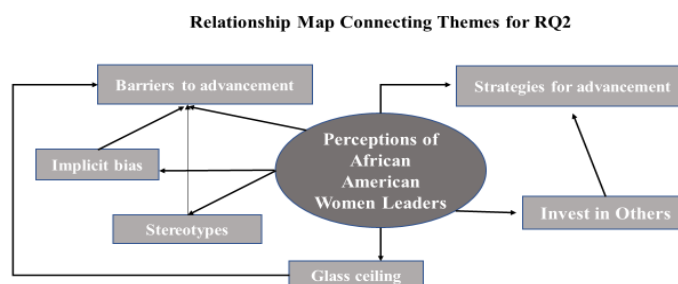 Relationship Map Connecting Themes for RQ2
Barriers to advancement
Strategies for advancement
Perceptions of
African
American
Women Leaders
Implicit bias
Invest in Others
Stereotypes
Glass ceiling